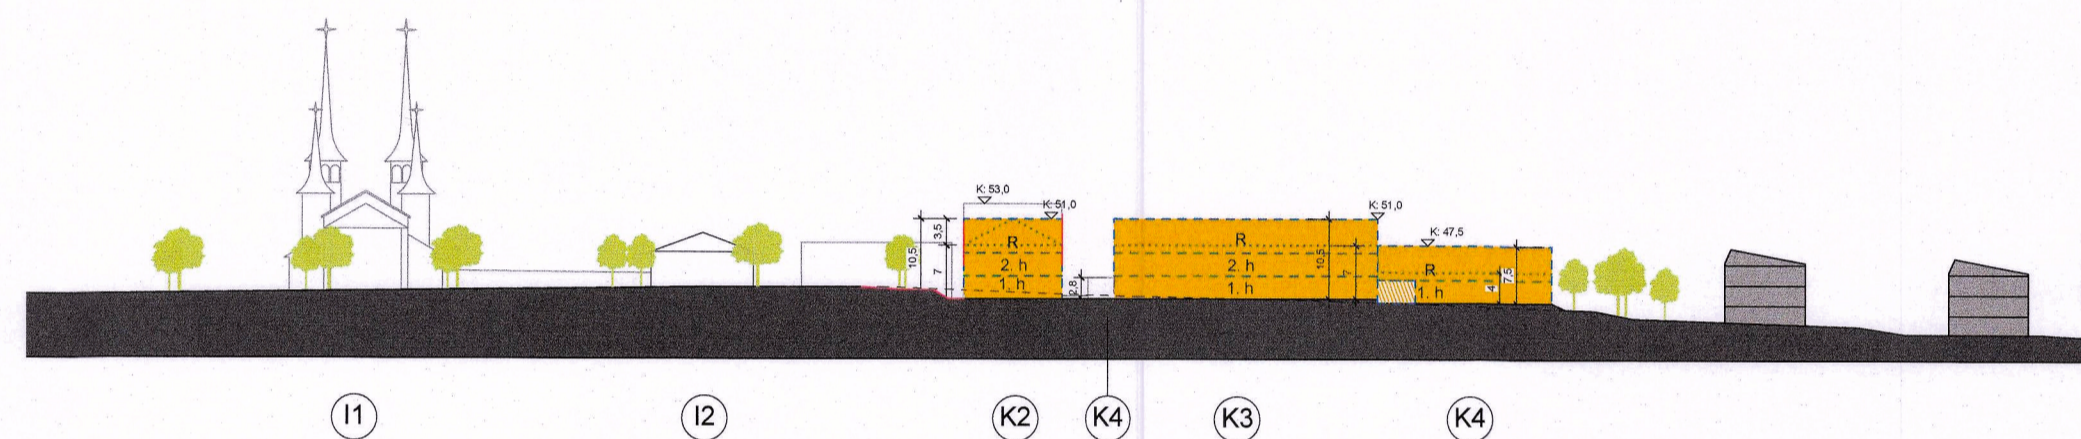 K: 53,0
K: 51,0
K: 51,0
K: 47,5
10,5
3,5
7
R
2. h
1. h
2,8
R
2. h
1. h
10,5
7
R
1. h
4
7,5
I1
I2
K2
K4
K3
K4